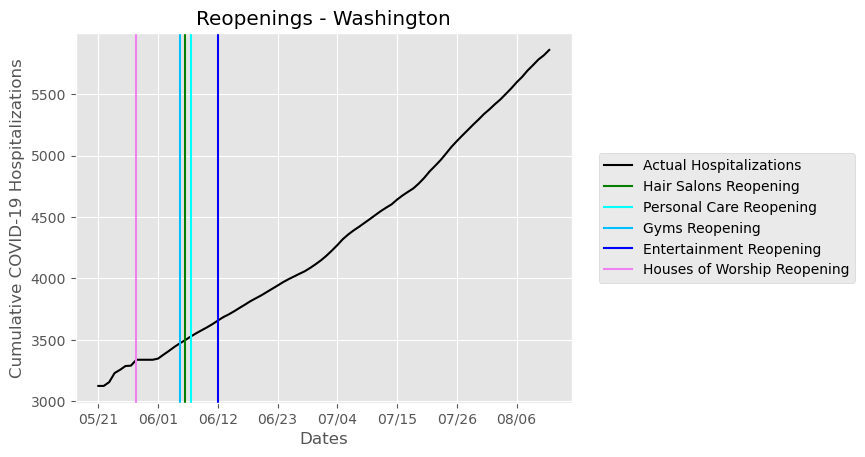 Reopenings - Washington
Cumulative COVID-19 Hospitalizations
5500
5000
4500
4000
3500
3000
05/21 06/01 06/12 06/23 07/04 07/15 07/26 08/06
Dates
Actual Hospitalizations
Hair Salons Reopening
Personal Care Reopening
Gyms Reopening
Entertainment Reopening
Houses of Worship Reopening